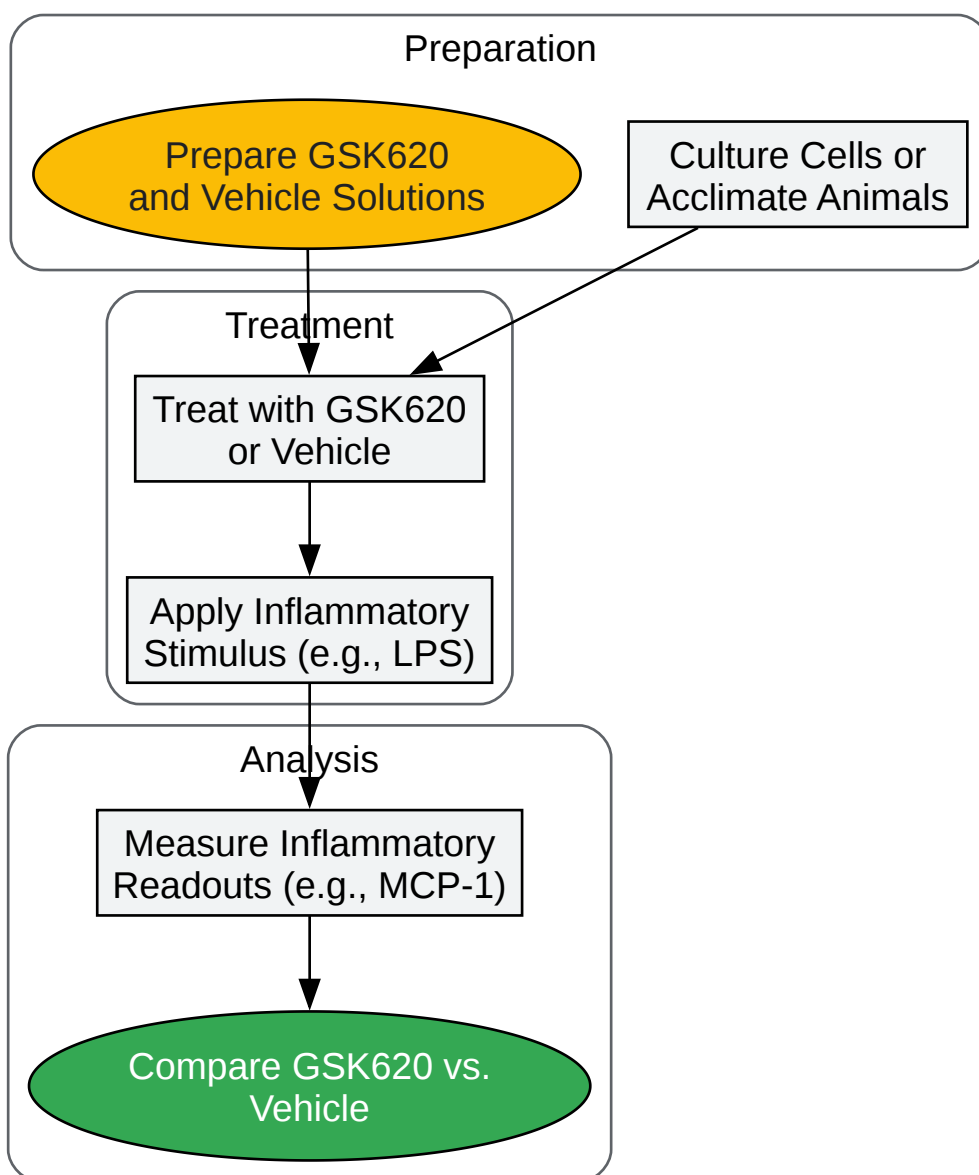 Preparation
Prepare GSK620
and Vehicle Solutions
Culture Cells or
Acclimate Animals
Treatment
Treat with GSK620
or Vehicle
Apply Inflammatory
Stimulus (e.g., LPS)
Analysis
Measure Inflammatory
Readouts (e.g., MCP-1)
Compare GSK620 vs.
Vehicle